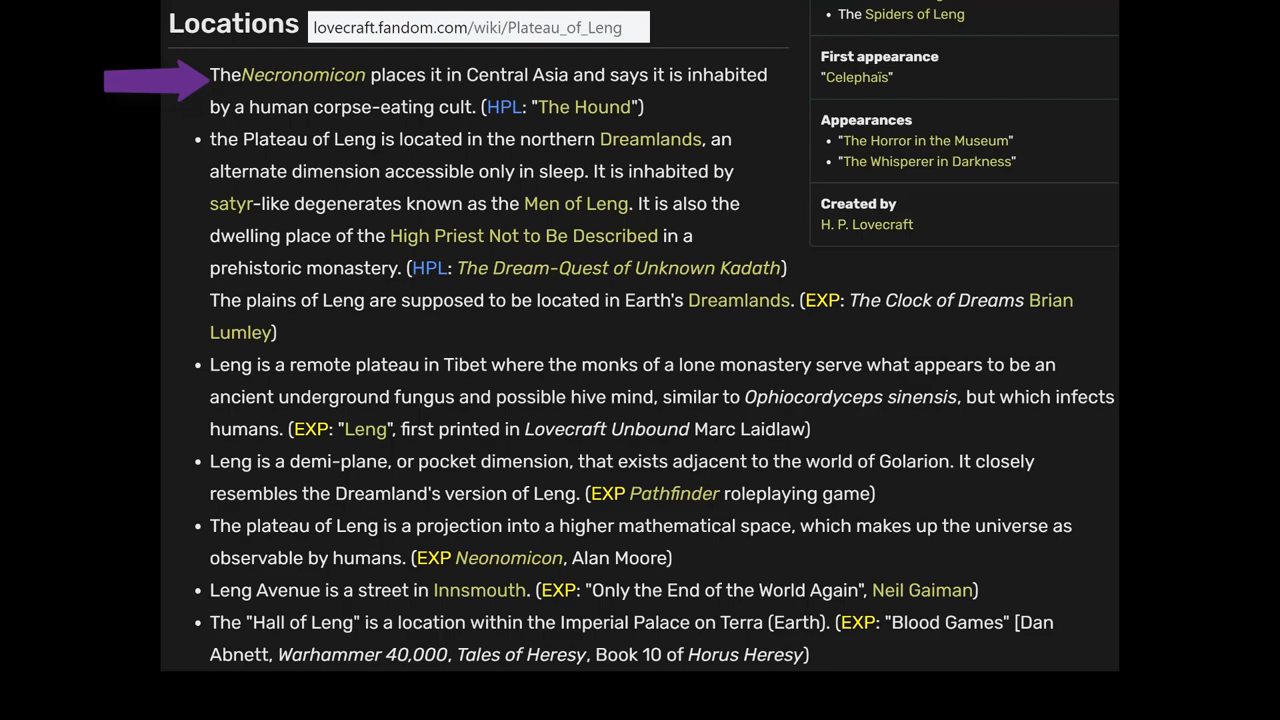 Locations
lovecraft.fandom.com/wiki/Plateau_of_Leng
TheNecronomicon places it in Central Asia and says it is inhabited
by a human corpse-eating cult. (HPL: "The Hound")
• the Plateau of Leng is located in the northern Dreamlands, an
alternate dimension accessible only in sleep. It is inhabited by
satyr-like degenerates known as the Men of Leng. It is also the
dwelling place of the High Priest Not to Be Described in a
prehistoric monastery. (HPL: The Dream-Quest of Unknown Kadath)
The plains of Leng are supposed to be located in Earth's Dreamlands. (EXP: The Clock of Dreams Brian
Lumley)
• Leng is a remote plateau in Tibet where the monks of a lone monastery serve what appears to be an
ancient underground fungus and possible hive mind, similar to Ophiocordyceps sinensis, but which infects
humans. (EXP: "Leng", first printed in Lovecraft Unbound Marc Laidlaw)
• Leng is a demi-plane, or pocket dimension, that exists adjacent to the world of Golarion. It closely
resembles the Dreamland's version of Leng. (EXP Pathfinder roleplaying game)
• The plateau of Leng is a projection into a higher mathematical space, which makes up the universe as
observable by humans. (EXP Neonomicon, Alan Moore)
• Leng Avenue is a street in Innsmouth. (EXP: "Only the End of the World Again", Neil Gaiman)
• The "Hall of Leng" is a location within the Imperial Palace on Terra (Earth). (EXP: "Blood Games" [Dan
Abnett, Warhammer 40,000, Tales of Heresy, Book 10 of Horus Heresy)
• The Spiders of Leng
First appearance
"Celephaïs"
Appearances
• "The Horror in the Museum"
• "The Whisperer in Darkness"
Created by
H. P. Lovecraft